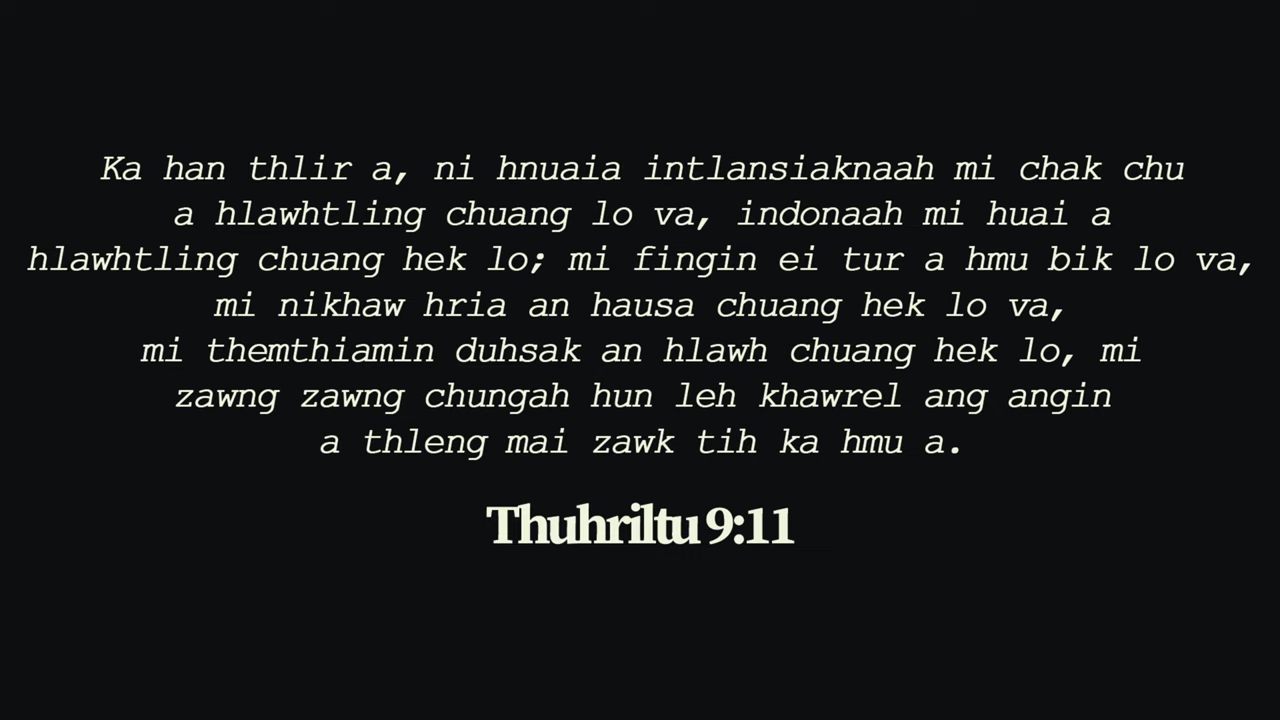 Ka han thlir a, ni hnuaia intlansiaknaah mi chak chu
a hlawhtling chuang lo va, indonaah mi huai a
hlawhtling chuang hek lo; mi fingin ei tur a hmu bik lo va,
mi nikhaw hria an hausa chuang hek lo va,
mi themthiamin duhsak an hlawh chuang hek lo, mi
zawng zawng chungah hun leh khawrel ang angin
a thleng mai zawk tih ka hmu a.
Thuhriltu 9:11